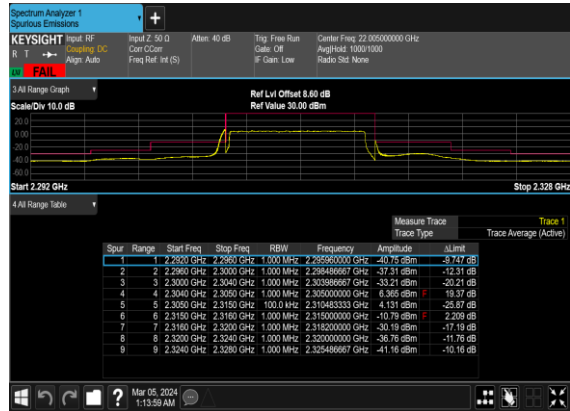 Spectrum Analyzer 1
Spurious Emissions
KEYSIGHT Input: RF Input Z: 50 Ω Atten: 40 dB Trig: Free Run Center Freq: 22.005000000 GHz
R T Coupling: DC Corr CCorr Gate: Off Avg|Hold: 1000/1000
Align: Auto Freq Ref: Int (S) IF Gain: Low Radio Std: None
FAIL
3 All Range Graph
Ref Lvl Offset 8.60 dB
Scale/Div 10.0 dB Ref Value 30.00 dBm
20.0
0.00
-20.0
-40.0
-60.0
Start 2.292 GHz Stop 2.328 GHz
4 All Range Table
Measure Trace Trace 1
Trace Type Trace Average (Active)
Spur Range Start Freq Stop Freq RBW Frequency Amplitude ΔLimit
1 1 2.2920 GHz 2.2960 GHz 1.000 MHz 2.295960000 GHz -40.75 dBm -9.747 dB
2 2 2.2960 GHz 2.3000 GHz 1.000 MHz 2.298486667 GHz -37.31 dBm -12.31 dB
3 3 2.3000 GHz 2.3040 GHz 1.000 MHz 2.303986667 GHz -33.21 dBm -20.21 dB
4 4 2.3040 GHz 2.3050 GHz 1.000 MHz 2.305000000 GHz 6.365 dBm F 19.37 dB
5 5 2.3050 GHz 2.3150 GHz 100.0 kHz 2.310483333 GHz 4.131 dBm -25.87 dB
6 6 2.3150 GHz 2.3160 GHz 1.000 MHz 2.315000000 GHz -10.79 dBm F 2.209 dB
7 7 2.3160 GHz 2.3200 GHz 1.000 MHz 2.318200000 GHz -30.19 dBm -17.19 dB
8 8 2.3200 GHz 2.3240 GHz 1.000 MHz 2.320000000 GHz -36.76 dBm -11.76 dB
9 9 2.3240 GHz 2.3280 GHz 1.000 MHz 2.325486667 GHz -41.16 dBm -10.16 dB
Mar 05, 2024
1:13:59 AM